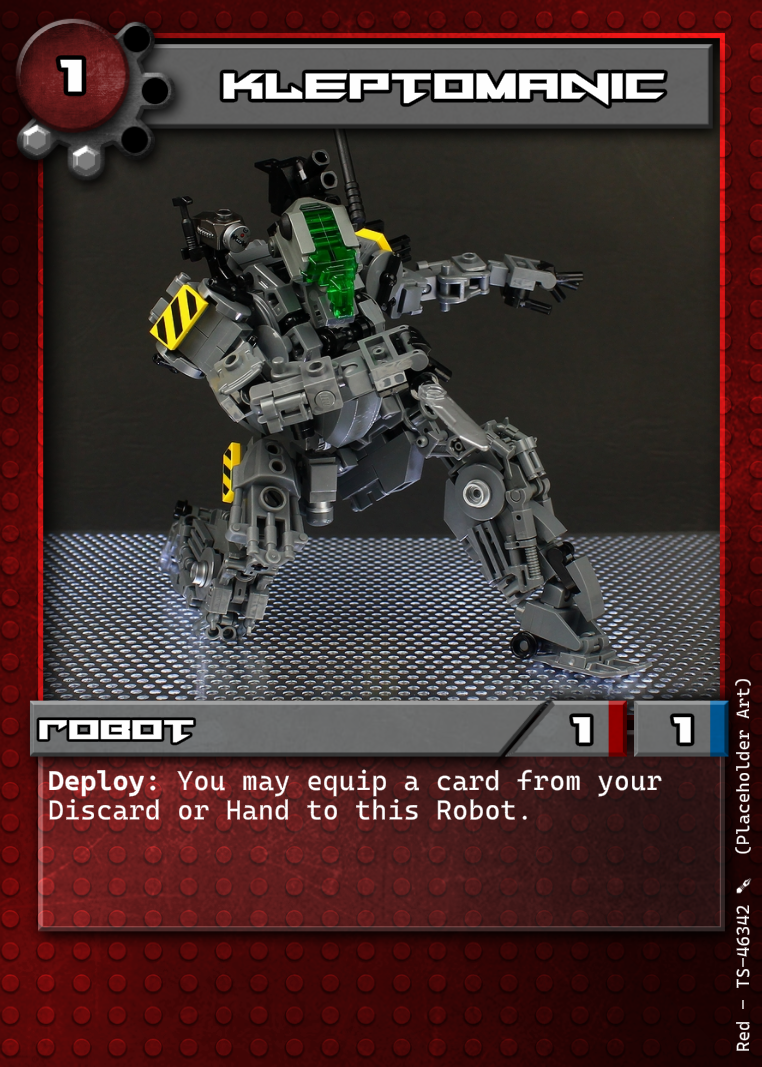 1
KLEPTOMANIC
ROBOT
1
1
Deploy: You may equip a card from your
Discard or Hand to this Robot.
Red - TS-46342 (Placeholder Art)